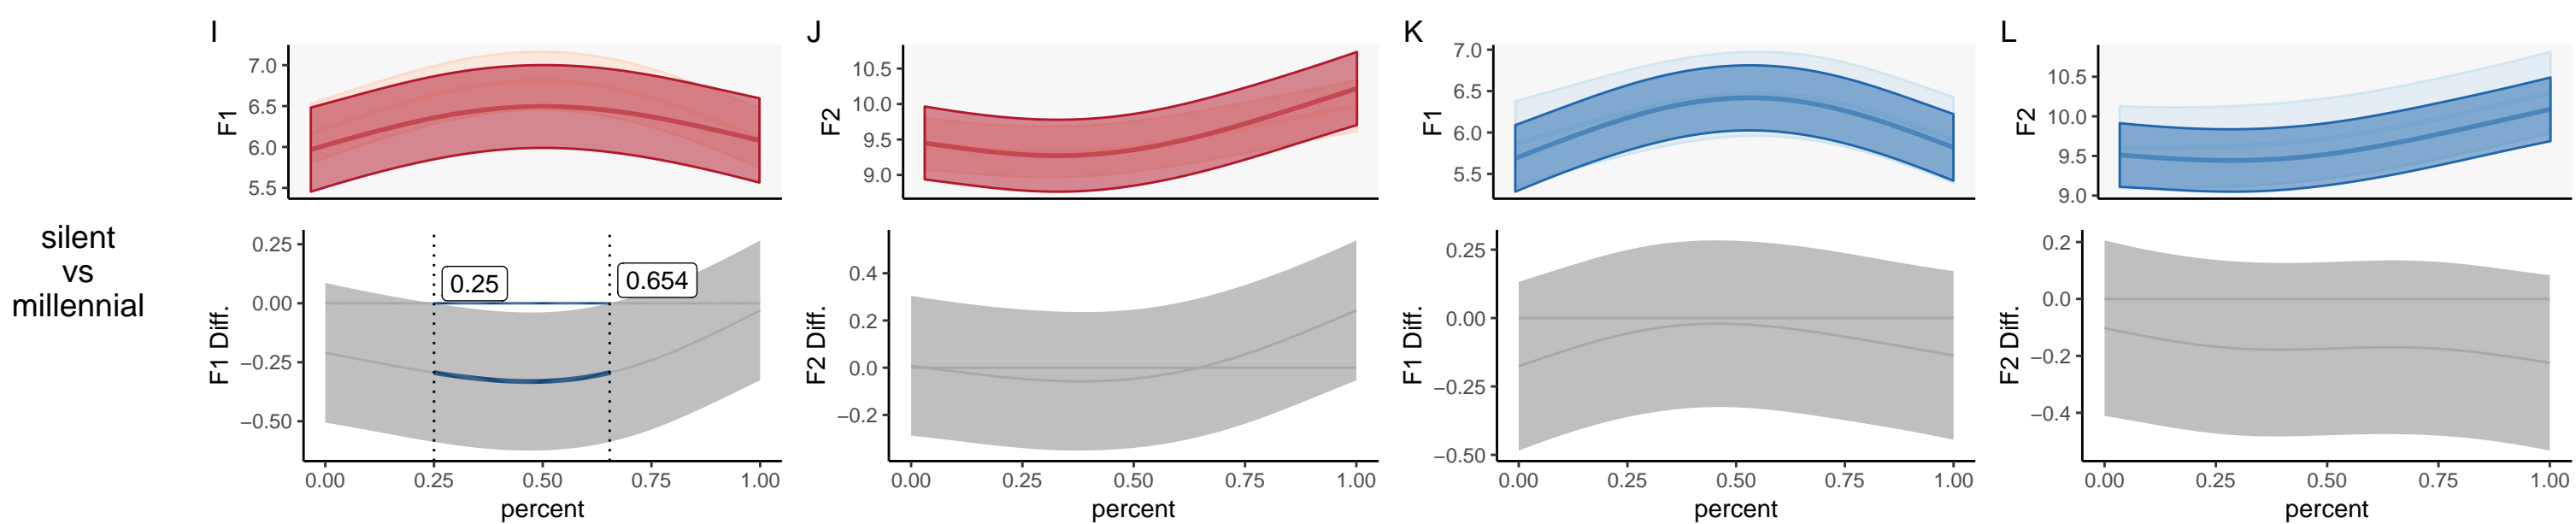 silent
vs
millennial
I
F1
7.0
6.5
6.0
5.5
F1 Diff.
0.25
0.00
−0.25
−0.50
0.25
0.654
0.00 0.25 0.50 0.75 1.00
percent
J
F2
10.5
10.0
9.5
9.0
F2 Diff.
0.4
0.2
0.0
−0.2
0.00 0.25 0.50 0.75 1.00
percent
K
F1
7.0
6.5
6.0
5.5
F1 Diff.
0.25
0.00
−0.25
−0.50
0.00 0.25 0.50 0.75 1.00
percent
L
F2
10.5
10.0
9.5
9.0
F2 Diff.
0.2
0.0
−0.2
−0.4
0.00 0.25 0.50 0.75 1.00
percent